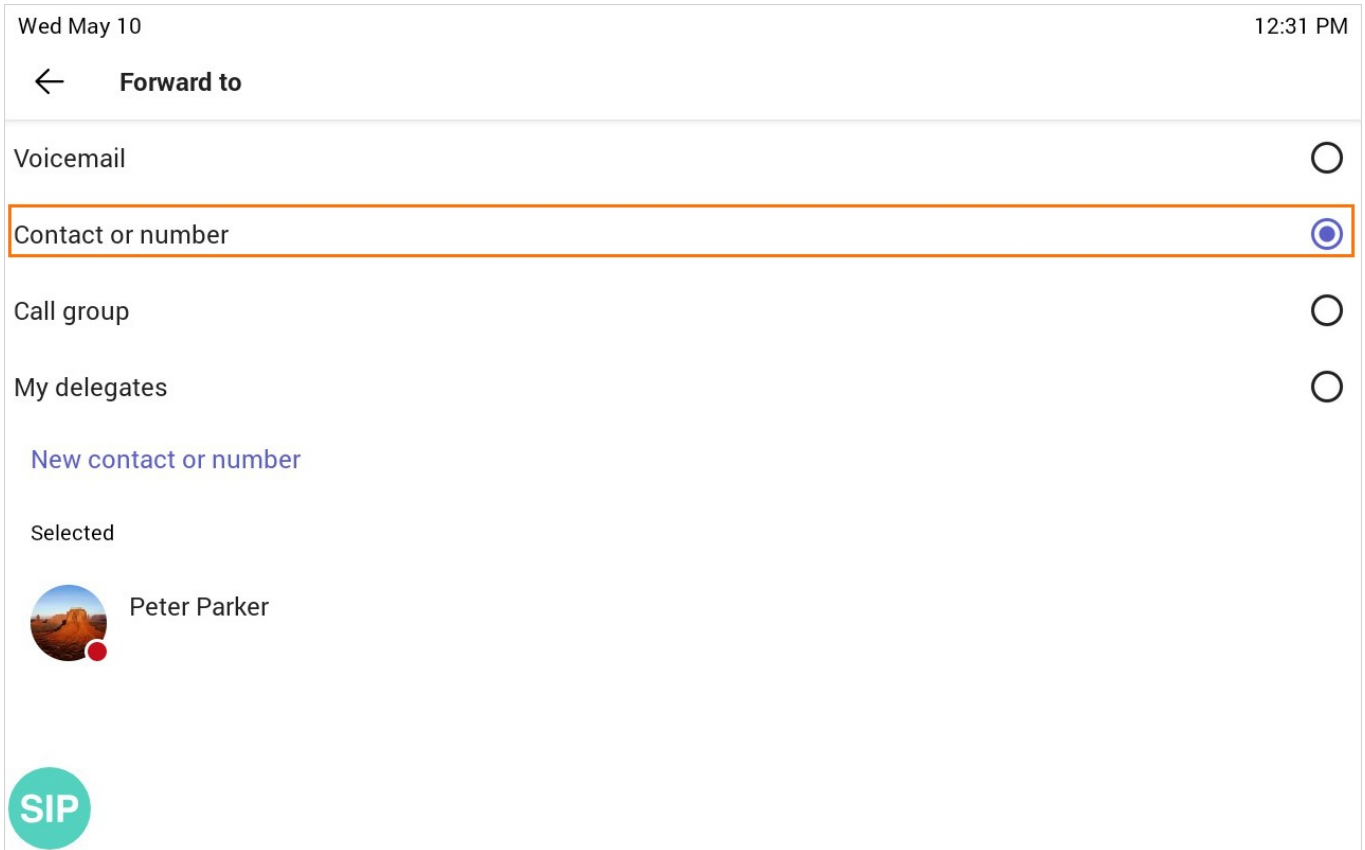 Wed May 10 12:31 PM
Forward to
Voicemail
Contact or number
Call group
My delegates
New contact or number
Selected
Peter Parker
SIP